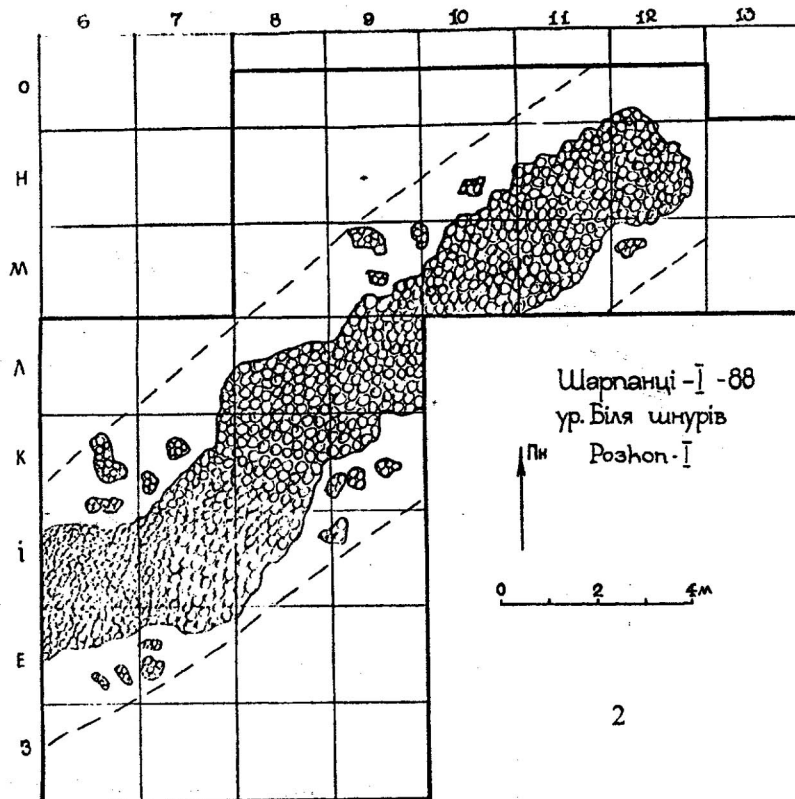 6 7 8 9 10 11 12 13
О
Н
М
Л
К
І
Е
З
Шарпанці - I - 88
ур. Біля шнурів
Розкоп - I
Пн
0 2 4м
2